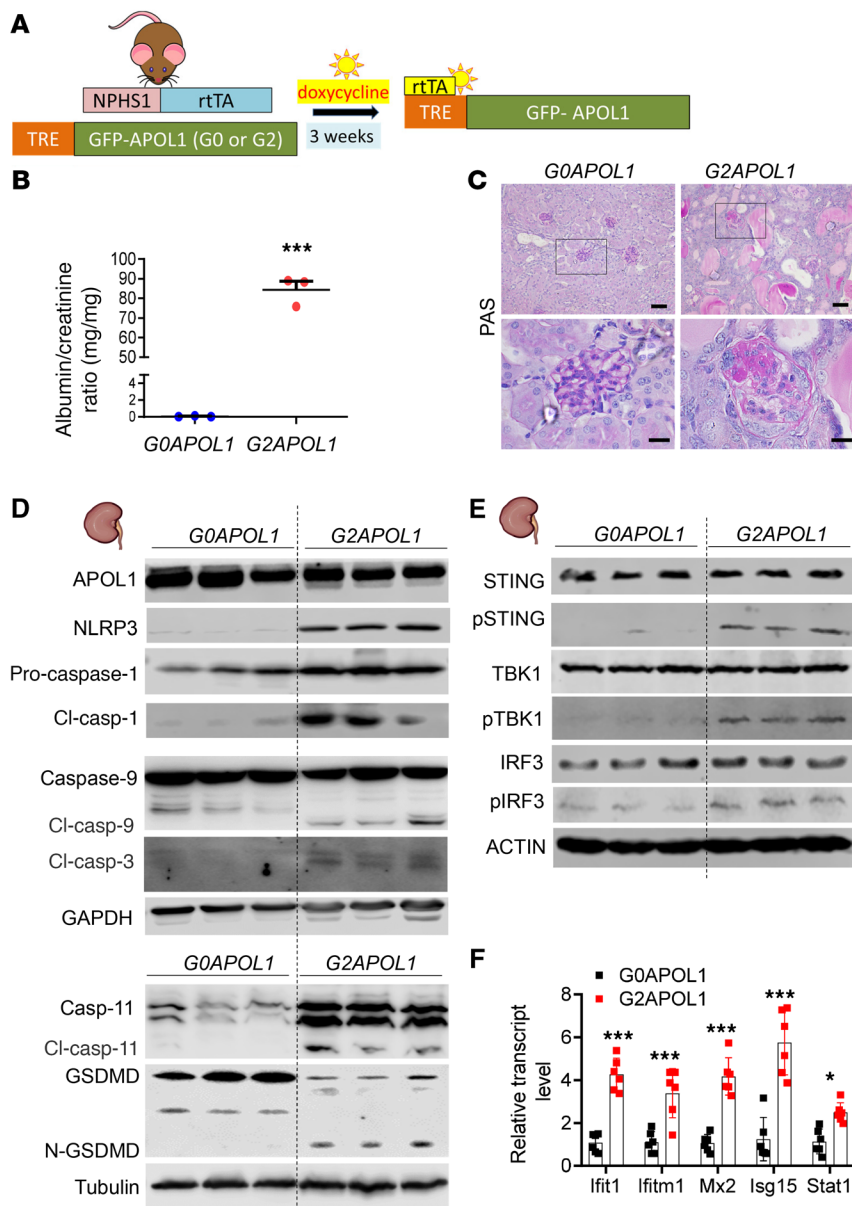 A
NPHS1 rtTA
TRE GFP-APOL1 (G0 or G2)
doxycycline
3 weeks
rtTA
TRE GFP- APOL1
B
Albumin/creatinine
ratio (mg/mg)
100
90
80
70
60
50
4
2
0
***
G0APOL1 G2APOL1
C
G0APOL1 G2APOL1
PAS
D
G0APOL1 G2APOL1
APOL1
NLRP3
Pro-caspase-1
Cl-casp-1
Caspase-9
Cl-casp-9
Cl-casp-3
GAPDH
G0APOL1 G2APOL1
Casp-11
Cl-casp-11
GSDMD
N-GSDMD
Tubulin
E
G0APOL1 G2APOL1
STING
pSTING
TBK1
pTBK1
IRF3
pIRF3
ACTIN
F
G0APOL1
G2APOL1
Relative transcript
level
8
6
4
2
0
*** *** *** *** *
Ifit1 Ifitm1 Mx2 Isg15 Stat1